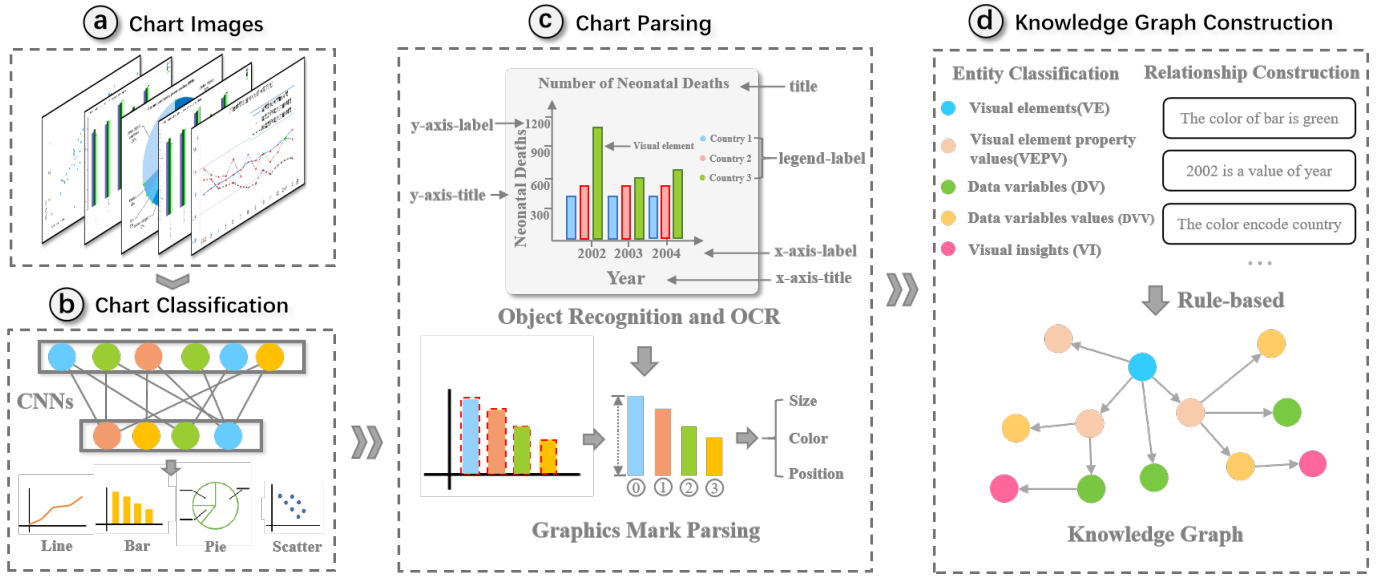 a Chart Images
b Chart Classification
CNNs
Line
Bar
Pie
Scatter
c Chart Parsing
Number of Neonatal Deaths
title
y-axis-label
1200
900
600
300
Neonatal Deaths
Visual element
Country 1
Country 2
Country 3
legend-label
y-axis-title
2002
2003
2004
x-axis-label
Year
x-axis-title
Object Recognition and OCR
0
1
2
3
Size
Color
Position
Graphics Mark Parsing
d Knowledge Graph Construction
Entity Classification
Visual elements(VE)
Visual element property
values(VEPV)
Data variables (DV)
Data variables values (DVV)
Visual insights (VI)
Relationship Construction
The color of bar is green
2002 is a value of year
The color encode country
...
Rule-based
Knowledge Graph